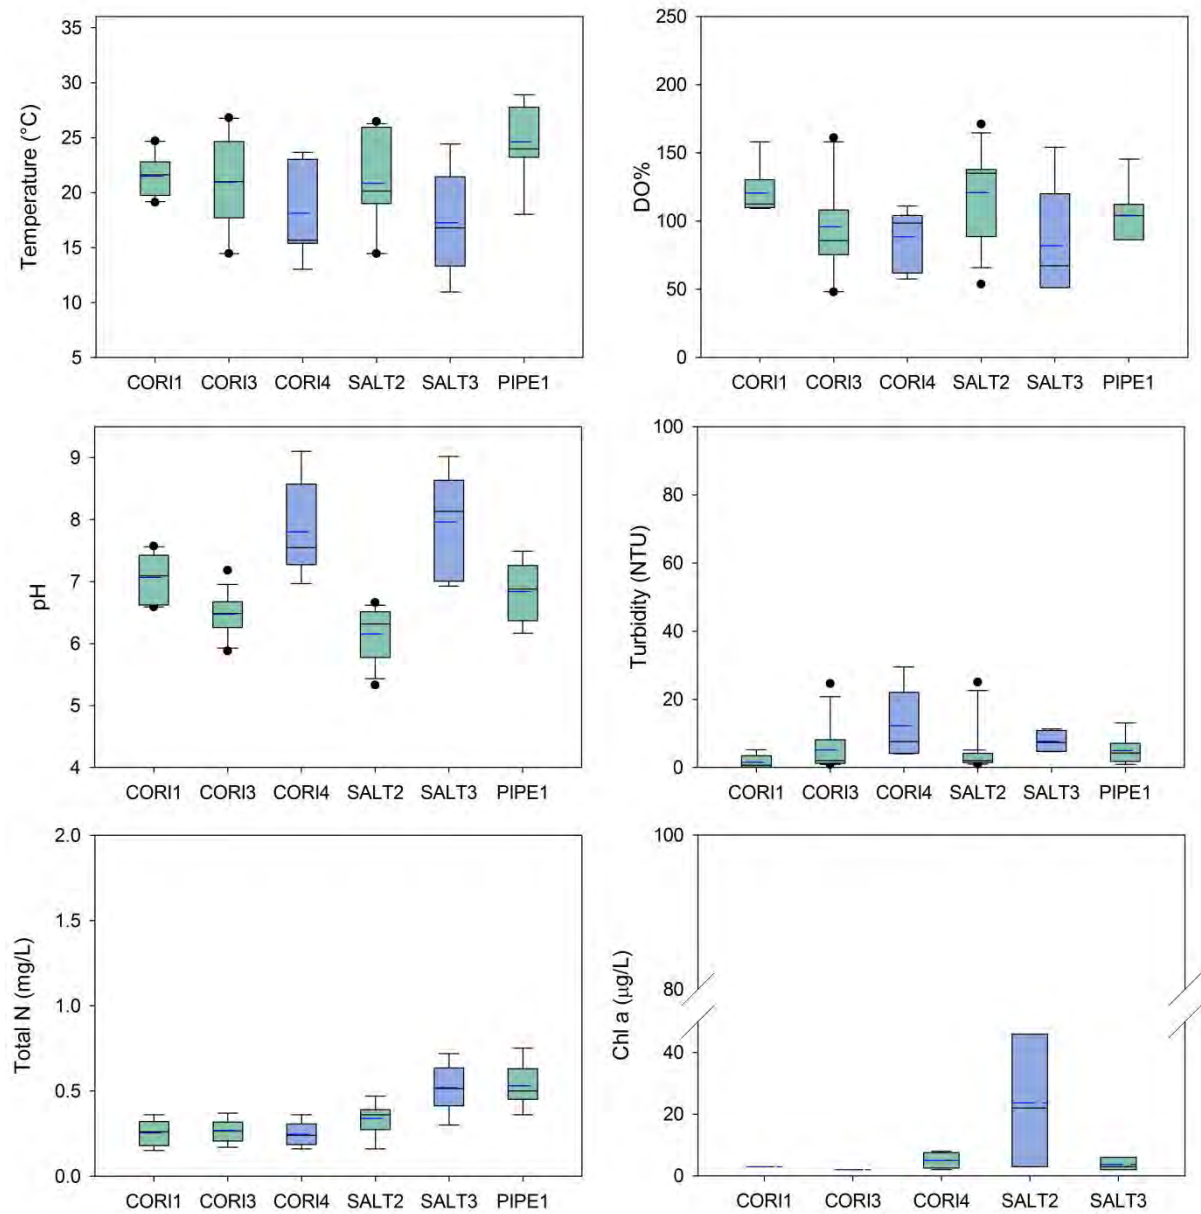 Temperature (°C)
35
30
25
20
15
10
5
CORI1 CORI3 CORI4 SALT2 SALT3 PIPE1
DO%
250
200
150
100
50
0
CORI1 CORI3 CORI4 SALT2 SALT3 PIPE1
pH
9
8
7
6
5
4
CORI1 CORI3 CORI4 SALT2 SALT3 PIPE1
Turbidity (NTU)
100
80
60
40
20
0
CORI1 CORI3 CORI4 SALT2 SALT3 PIPE1
Total N (mg/L)
2.0
1.5
1.0
0.5
0.0
CORI1 CORI3 CORI4 SALT2 SALT3 PIPE1
Chl a (µg/L)
100
80
40
20
0
CORI1 CORI3 CORI4 SALT2 SALT3